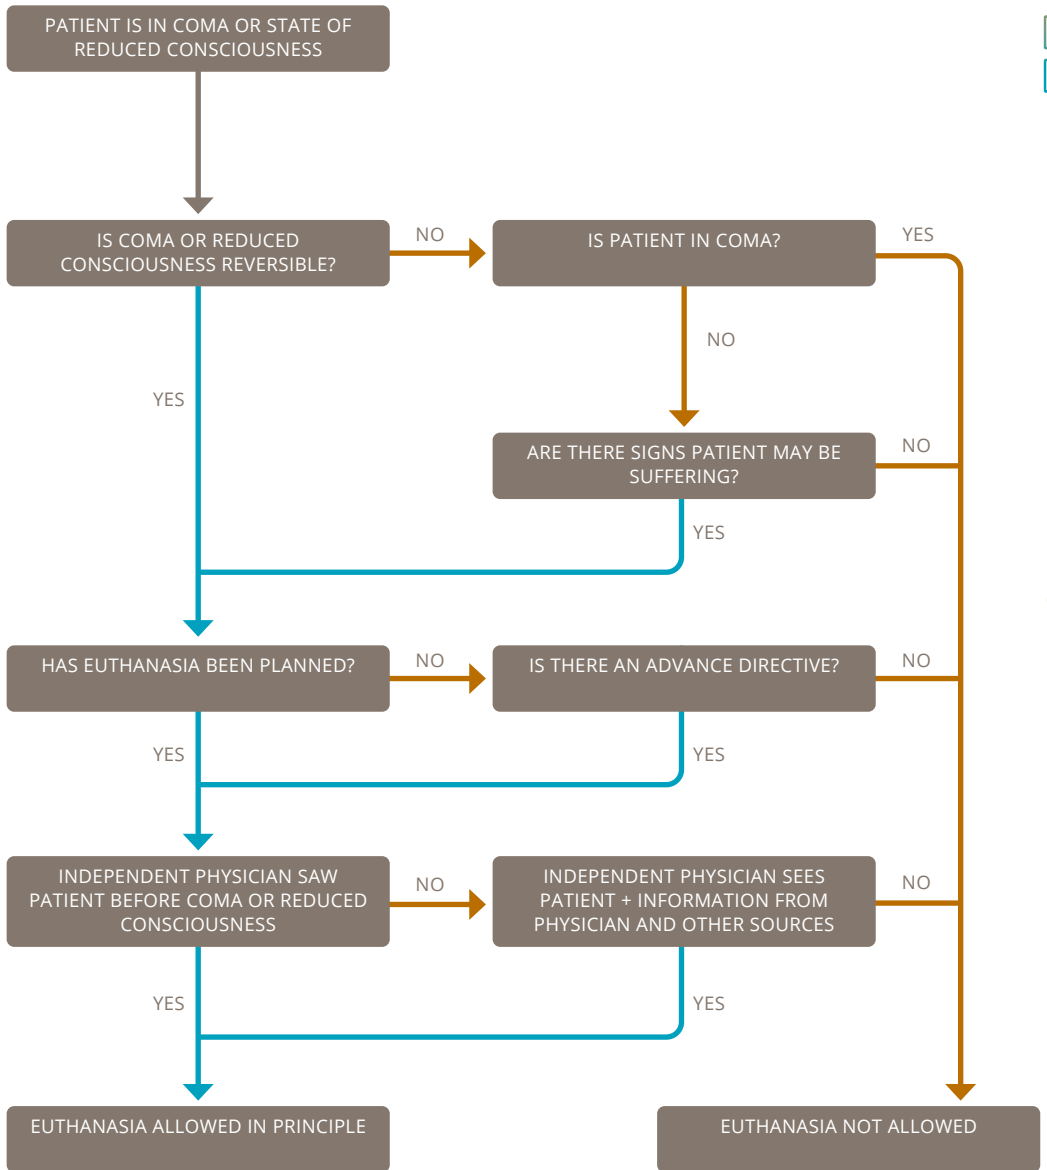 PATIENT IS IN COMA OR STATE OF
REDUCED CONSCIOUSNESS
IS COMA OR REDUCED
CONSCIOUSNESS REVERSIBLE?
NO
IS PATIENT IN COMA?
YES
NO
YES
ARE THERE SIGNS PATIENT MAY BE
SUFFERING?
NO
YES
HAS EUTHANASIA BEEN PLANNED?
NO
IS THERE AN ADVANCE DIRECTIVE?
NO
YES
YES
INDEPENDENT PHYSICIAN SAW
PATIENT BEFORE COMA OR REDUCED
CONSCIOUSNESS
NO
INDEPENDENT PHYSICIAN SEES
PATIENT + INFORMATION FROM
PHYSICIAN AND OTHER SOURCES
NO
YES
YES
EUTHANASIA ALLOWED IN PRINCIPLE
EUTHANASIA NOT ALLOWED